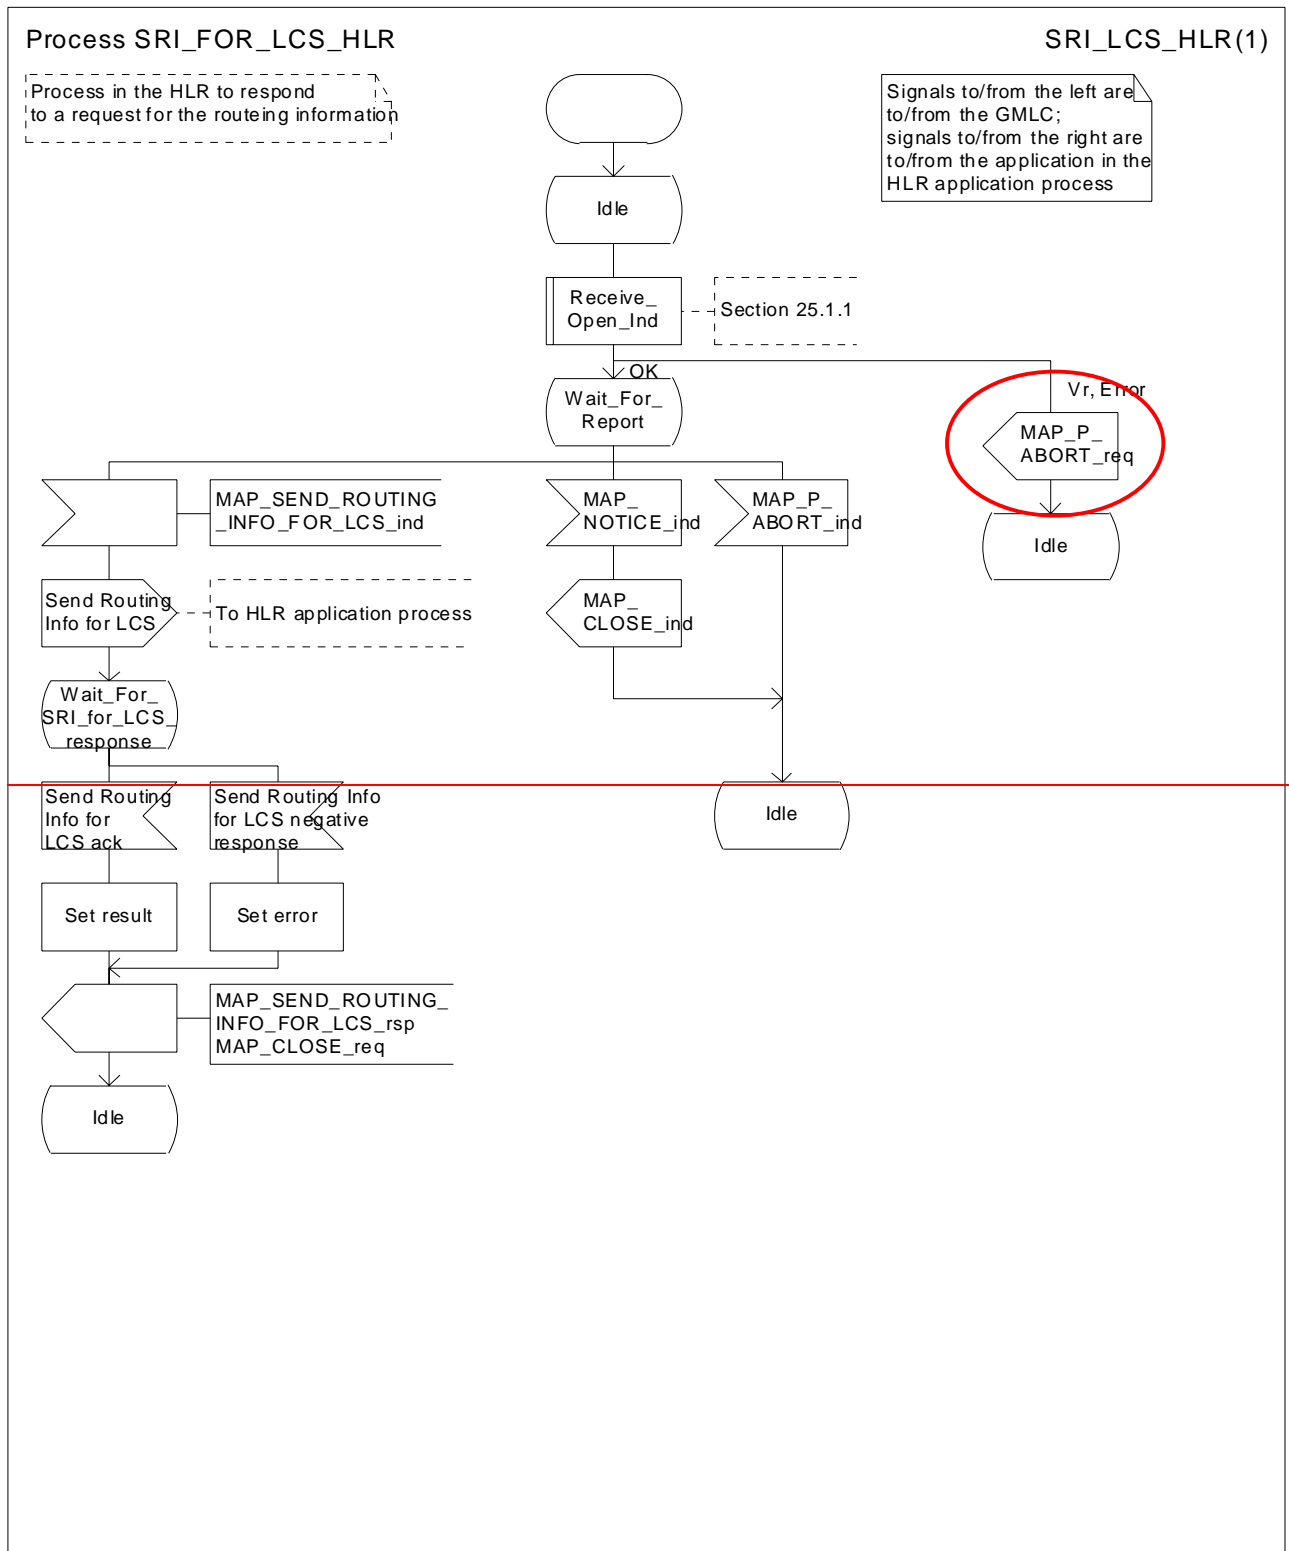 Process SRI_FOR_LCS_HLR
SRI_LCS_HLR(1)
Process in the HLR to respond
to a request for the routeing information
Signals to/from the left are
to/from the GMLC;
signals to/from the right are
to/from the application in the
HLR application process
Idle
Receive_
Open_Ind
Section 25.1.1
OK
Vr, Error
Wait_For_
Report
MAP_P_
ABORT_req
Idle
MAP_SEND_ROUTING
_INFO_FOR_LCS_ind
MAP_
NOTICE_ind
MAP_P_
ABORT_ind
Send Routing
Info for LCS
To HLR application process
MAP_
CLOSE_ind
Wait_For_
SRI_for_LCS_
response
Send Routing
Info for
LCS ack
Send Routing Info
for LCS negative
response
Idle
Set result
Set error
MAP_SEND_ROUTING_
INFO_FOR_LCS_rsp
MAP_CLOSE_req
Idle